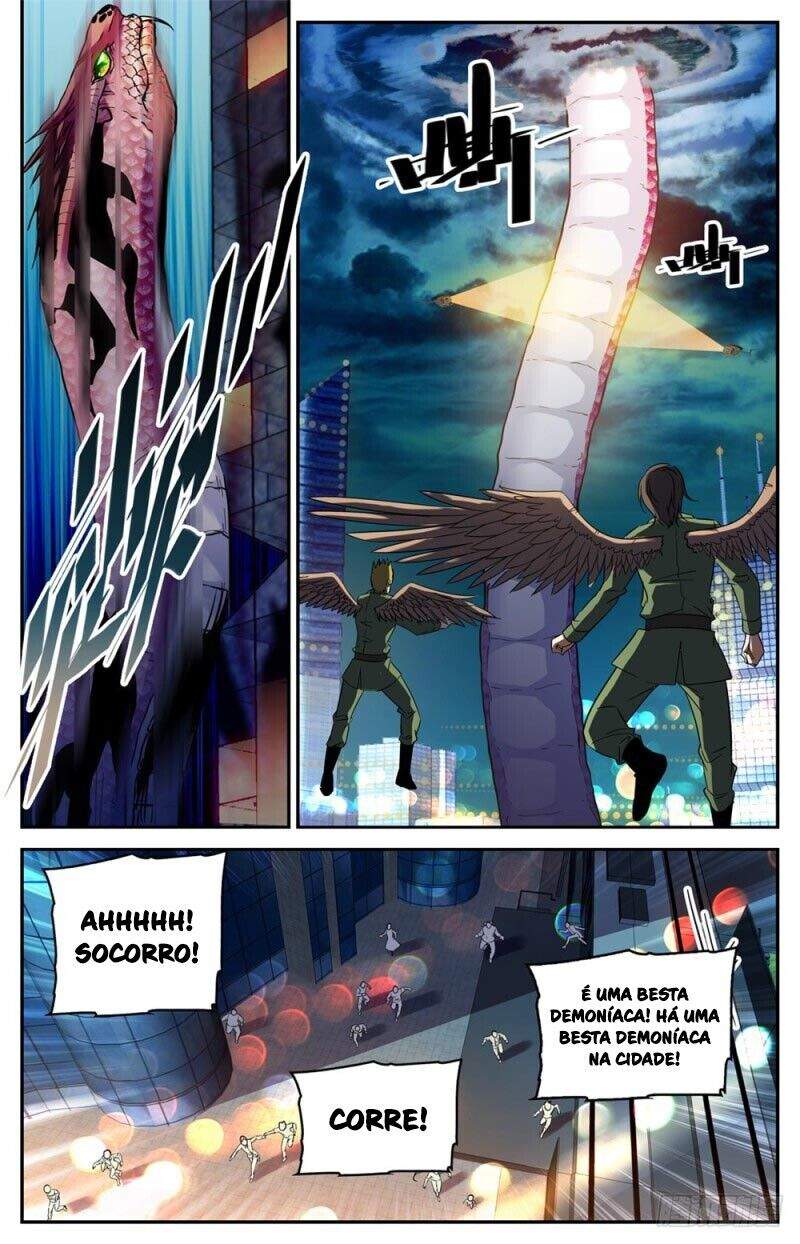 AHHHHH!
SOCORRO!
É UMA BESTA
DEMONÍACA! HÁ UMA
BESTA DEMONÍACA
NA CIDADE!
CORRE!